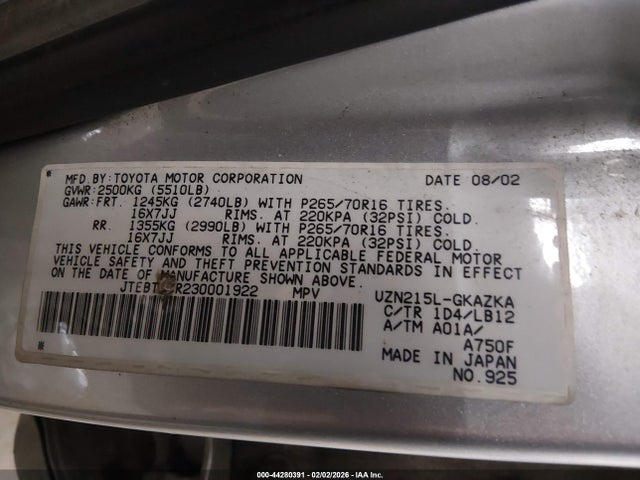 MFD BY:TOYOTA MOTOR CORPORATION DATE 08/02
GVWR:2500KG (5510LB)
GAWR:FRT. 1245KG (2740LB) WITH P265/70R16 TIRES.
16X7JJ RIMS. AT 220KPA (32PSI) COLD.
RR. 1355KG (2990LB) WITH P265/70R16 TIRES.
16X7JJ RIMS. AT 220KPA (32PSI) COLD.
THIS VEHICLE CONFORMS TO ALL APPLICABLE FEDERAL MOTOR
VEHICLE SAFETY AND THEFT PREVENTION STANDARDS IN EFFECT
ON THE DATE OF MANUFACTURE SHOWN ABOVE.
MPV UZN215L-GKAZKA
C/TR 1D4/LB12
A/TM A01A/
A750F
MADE IN JAPAN
NO.925
000-44280391 - 02/02/2026 - IAA Inc.